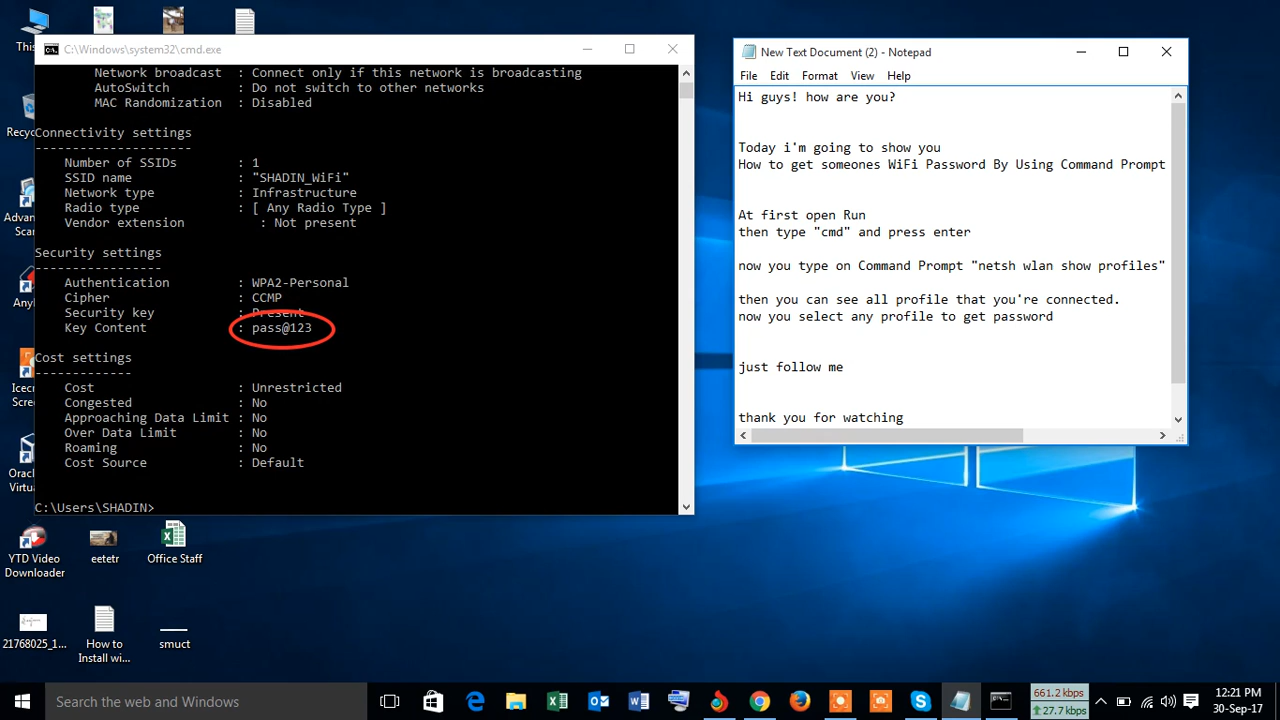 This
C:\Windows\system32\cmd.exe
Network broadcast : Connect only if this network is broadcasting
AutoSwitch : Do not switch to other networks
MAC Randomization : Disabled
Connectivity settings
---------------------
Number of SSIDs : 1
SSID name : "SHADIN_WiFi"
Network type : Infrastructure
Radio type : [ Any Radio Type ]
Vendor extension : Not present
Security settings
-----------------
Authentication : WPA2-Personal
Cipher : CCMP
Security key : Present
Key Content : pass@123
Cost settings
-------------
Cost : Unrestricted
Congested : No
Approaching Data Limit : No
Over Data Limit : No
Roaming : No
Cost Source : Default
C:\Users\SHADIN>
New Text Document (2) - Notepad
File Edit Format View Help
Hi guys! how are you?
Today i'm going to show you
How to get someones WiFi Password By Using Command Prompt
At first open Run
then type "cmd" and press enter
now you type on Command Prompt "netsh wlan show profiles"
then you can see all profile that you're connected.
now you select any profile to get password
just follow me
thank you for watching
YTD Video
Downloader
eetetr
Office Staff
21768025_1...
How to
Install wi...
smuct
Search the web and Windows
661.2 kbps
27.7 kbps
12:21 PM
30-Sep-17